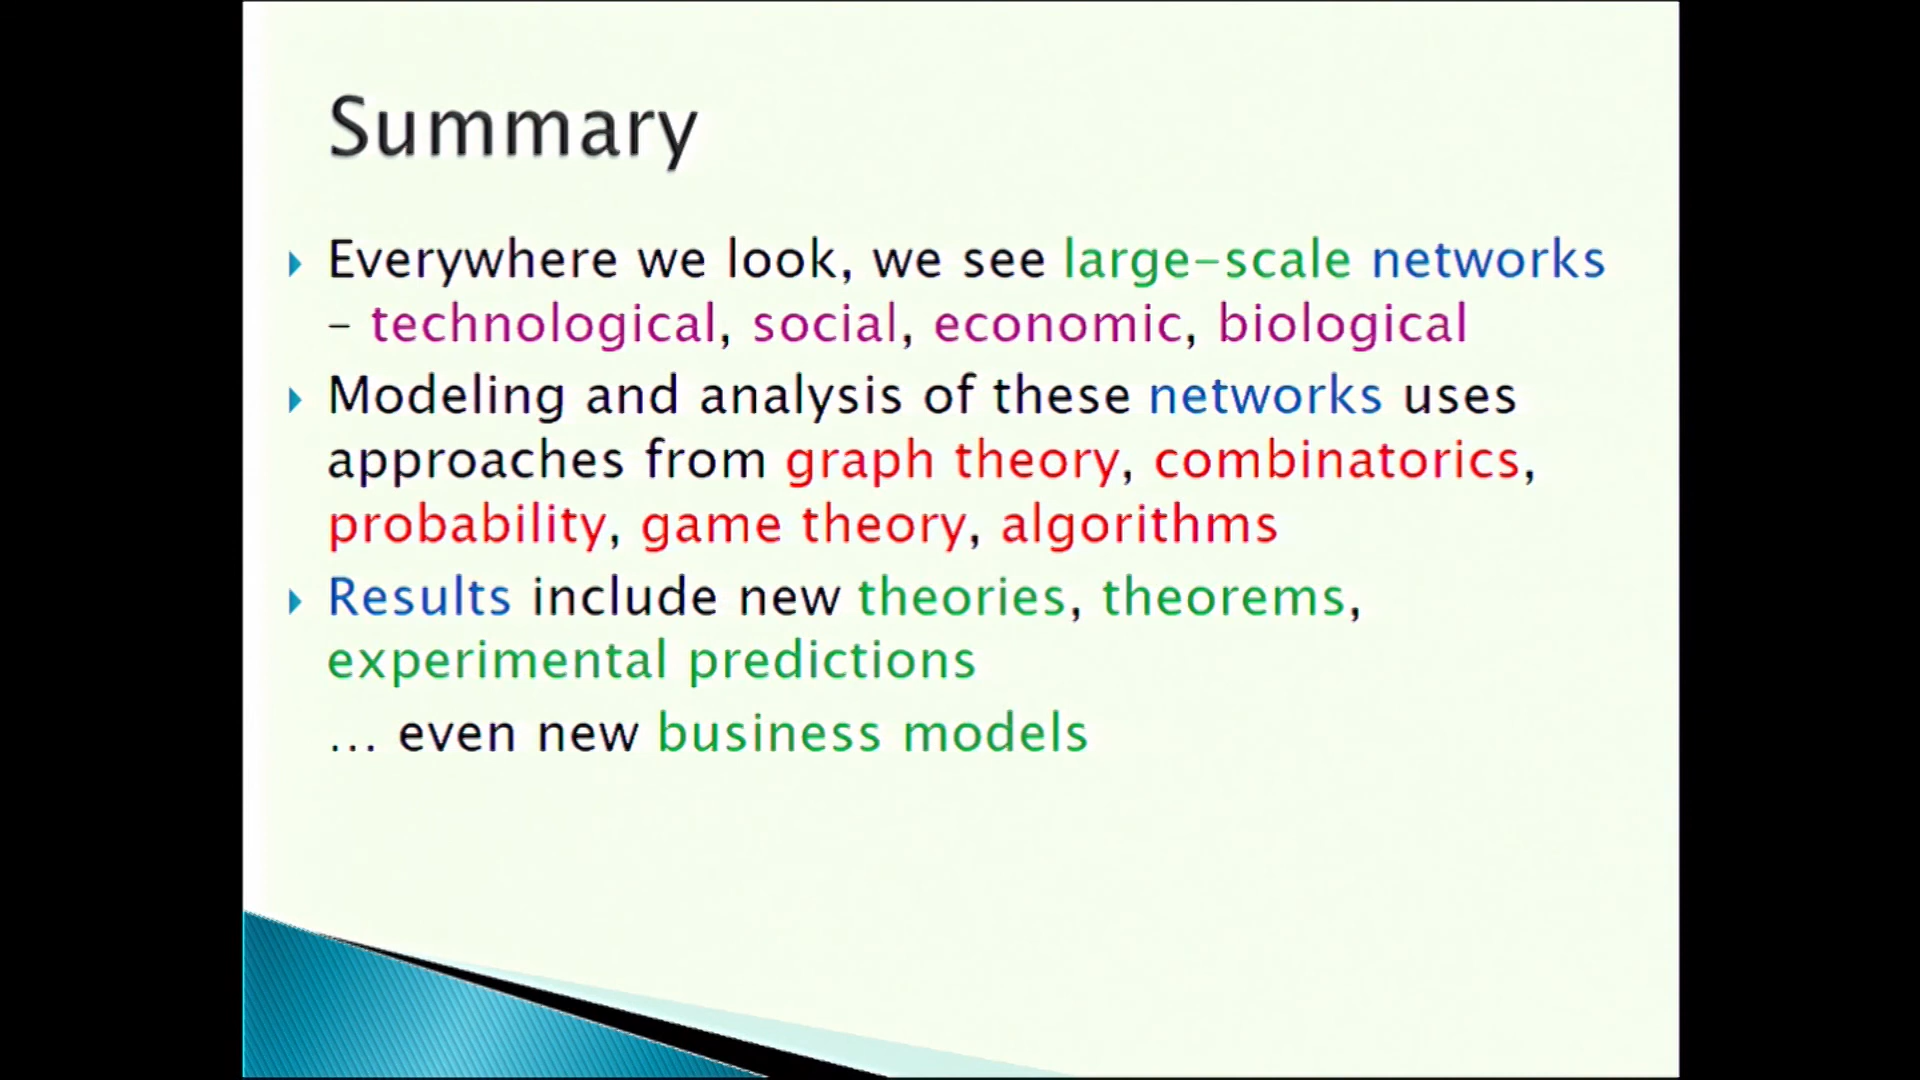 Summary
Everywhere we look, we see large-scale networks
– technological, social, economic, biological
Modeling and analysis of these networks uses
approaches from graph theory, combinatorics,
probability, game theory, algorithms
Results include new theories, theorems,
experimental predictions
… even new business models